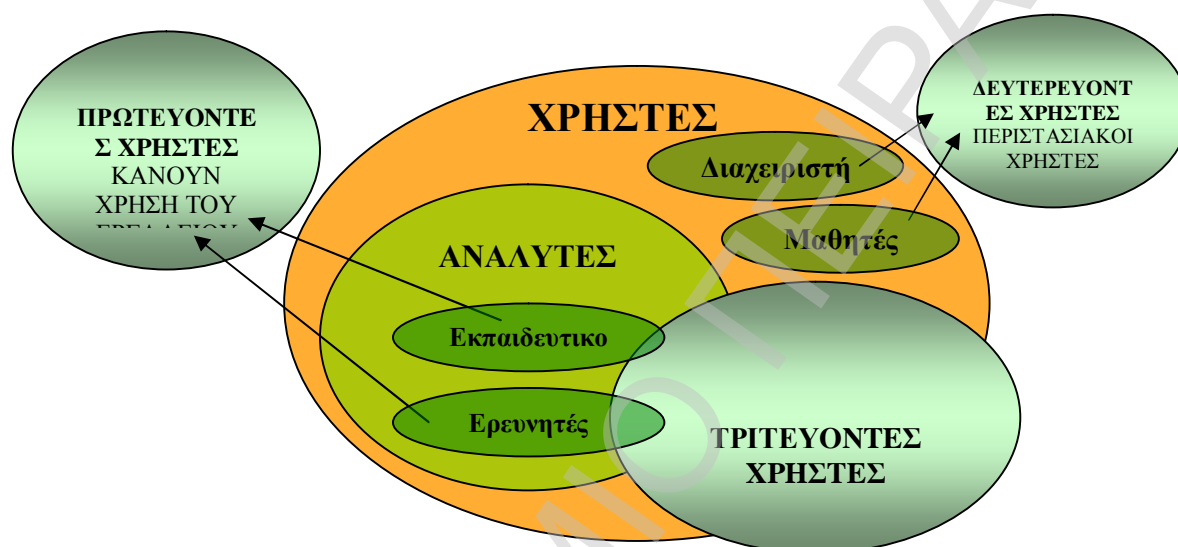 ΠΡΩΤΕΥΟΝΤΕ
Σ ΧΡΗΣΤΕΣ
ΚΑΝΟΥΝ
ΧΡΗΣΗ ΤΟΥ
ΧΡΗΣΤΕΣ
ΔΕΥΤΕΡΕΥΟΝΤ
ΕΣ ΧΡΗΣΤΕΣ
ΠΕΡΙΣΤΑΣΙΑΚΟΙ
ΧΡΗΣΤΕΣ
Διαχειριστή
Μαθητές
ΑΝΑΛΥΤΕΣ
Εκπαιδευτικο
Ερευνητές
ΤΡΙΤΕΥΟΝΤΕΣ
ΧΡΗΣΤΕΣ